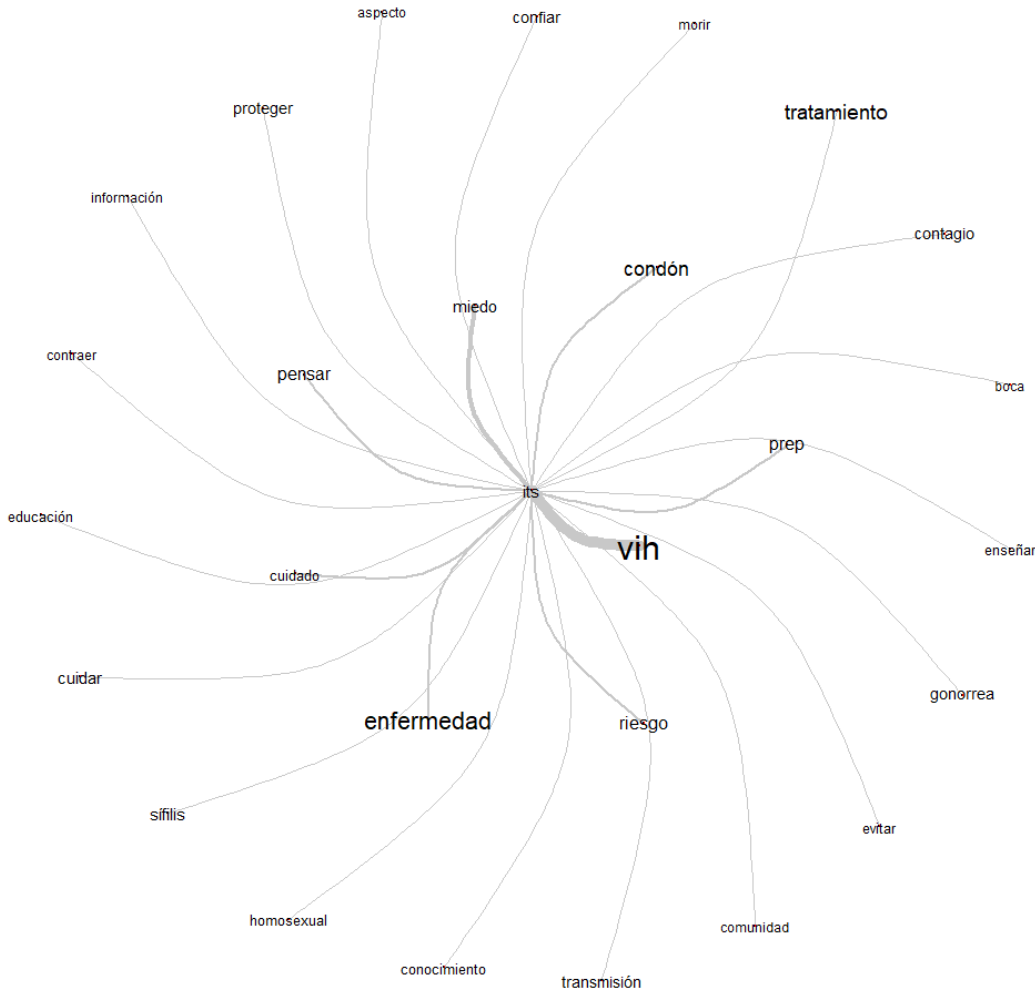 aspecto
confiar
morir
proteger
tratamiento
información
contagio
condón
miedo
contraer
pensar
boca
prep
its
educación
vih
enseñar
cuidado
cuidar
gonorrea
enfermedad
riesgo
sífilis
evitar
homosexual
comunidad
conocimiento
transmisión